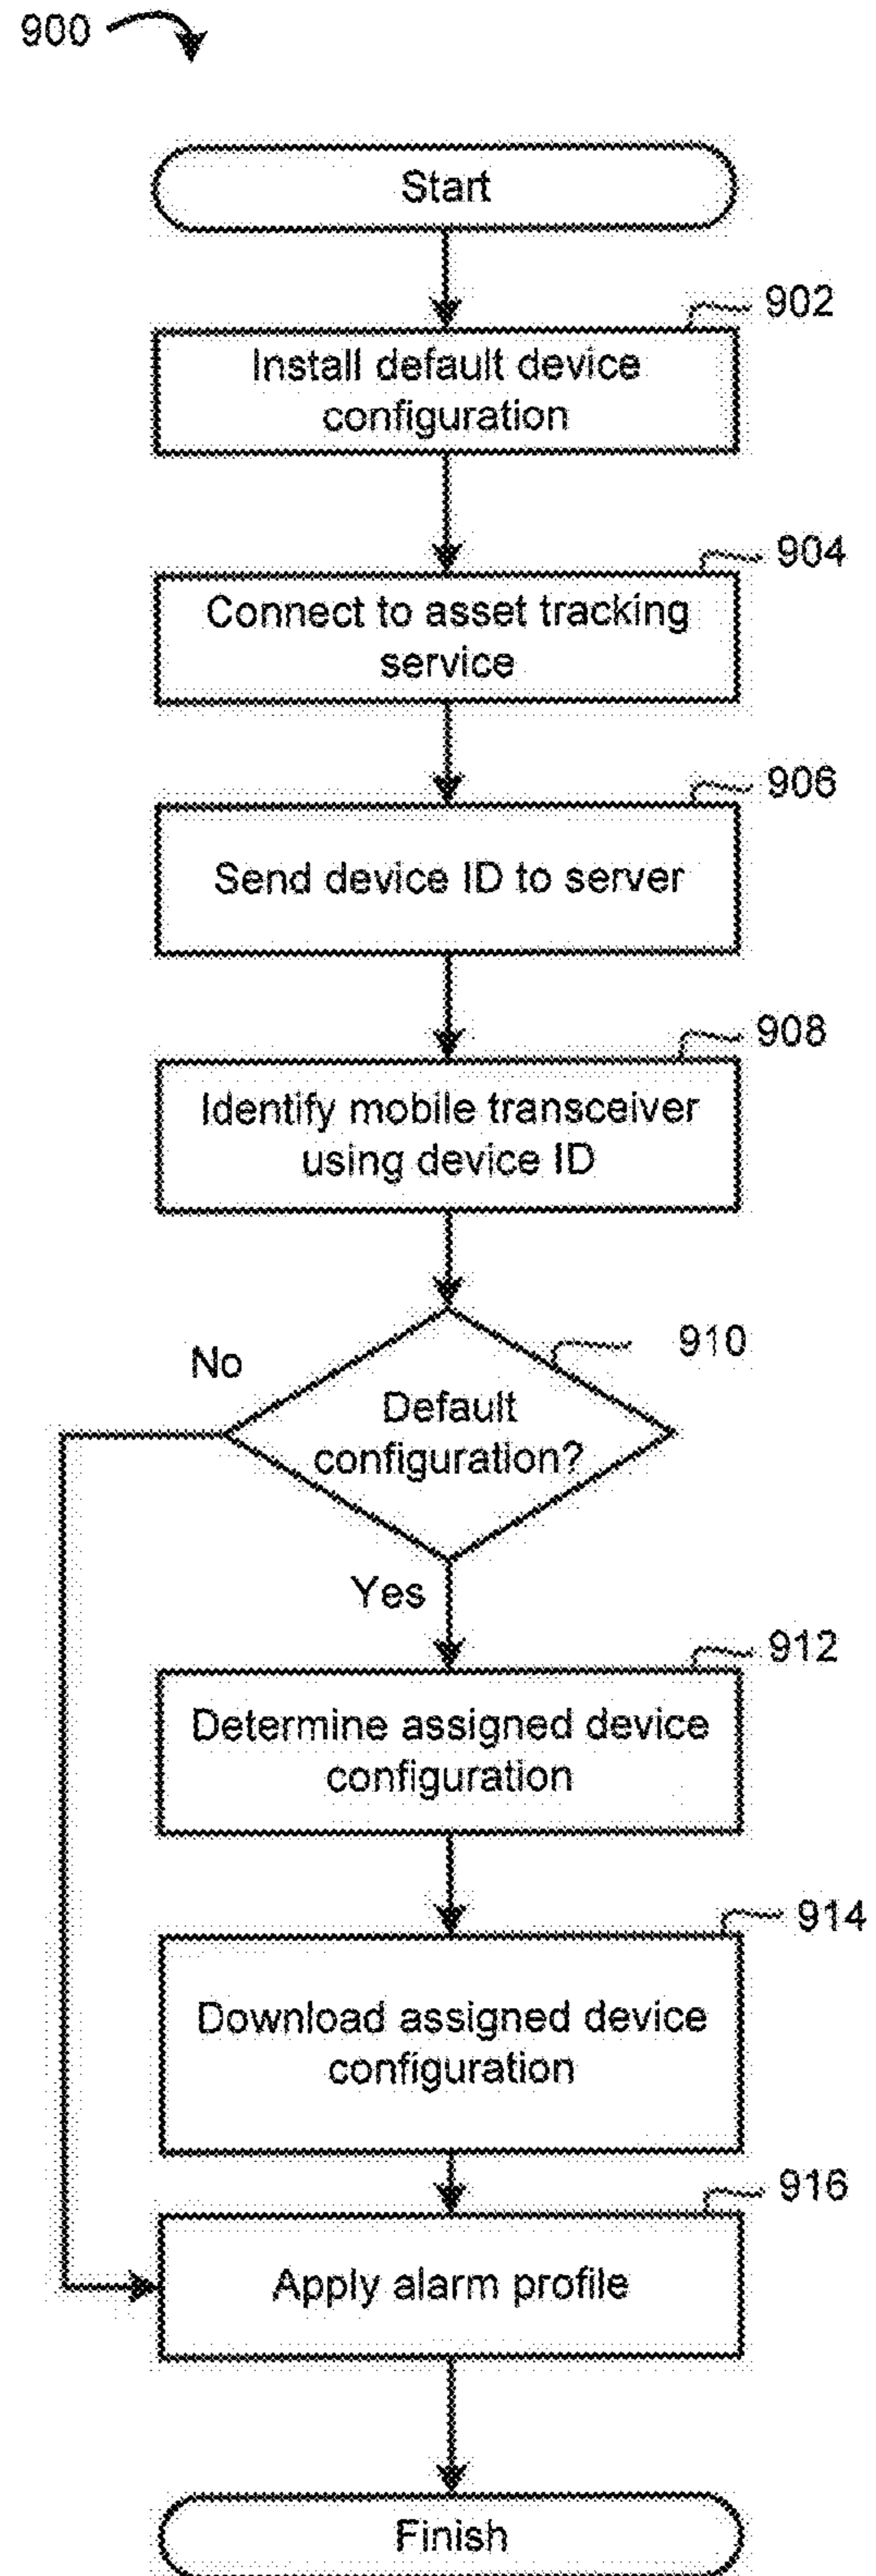 900
Start
902
Install default device
configuration
904
Connect to asset tracking
service
906
Send device ID to server
908
Identify mobile transceiver
using device ID
910
No
Default
configuration?
Yes
912
Determine assigned device
configuration
914
Download assigned device
configuration
916
Apply alarm profile
Finish